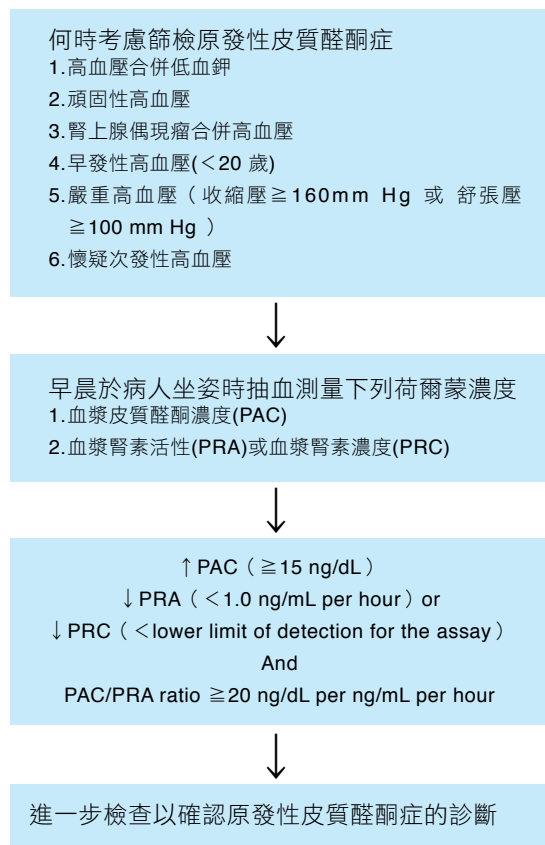 何時考慮篩檢原發性皮質醛酮症
1.高血壓合併低血鉀
2.頑固性高血壓
3.腎上腺偶現瘤合併高血壓
4.早發性高血壓(＜20 歲)
5.嚴重高血壓（收縮壓≧160mm Hg 或 舒張壓
≧100 mm Hg ）
6.懷疑次發性高血壓
↓
早晨於病人坐姿時抽血測量下列荷爾蒙濃度
1.血漿皮質醛酮濃度(PAC)
2.血漿腎素活性(PRA)或血漿腎素濃度(PRC)
↓
↑PAC（≧15 ng/dL）
↓PRA（＜1.0 ng/mL per hour）or
↓PRC（＜lower limit of detection for the assay）
And
PAC/PRA ratio ≧20 ng/dL per ng/mL per hour
↓
進一步檢查以確認原發性皮質醛酮症的診斷